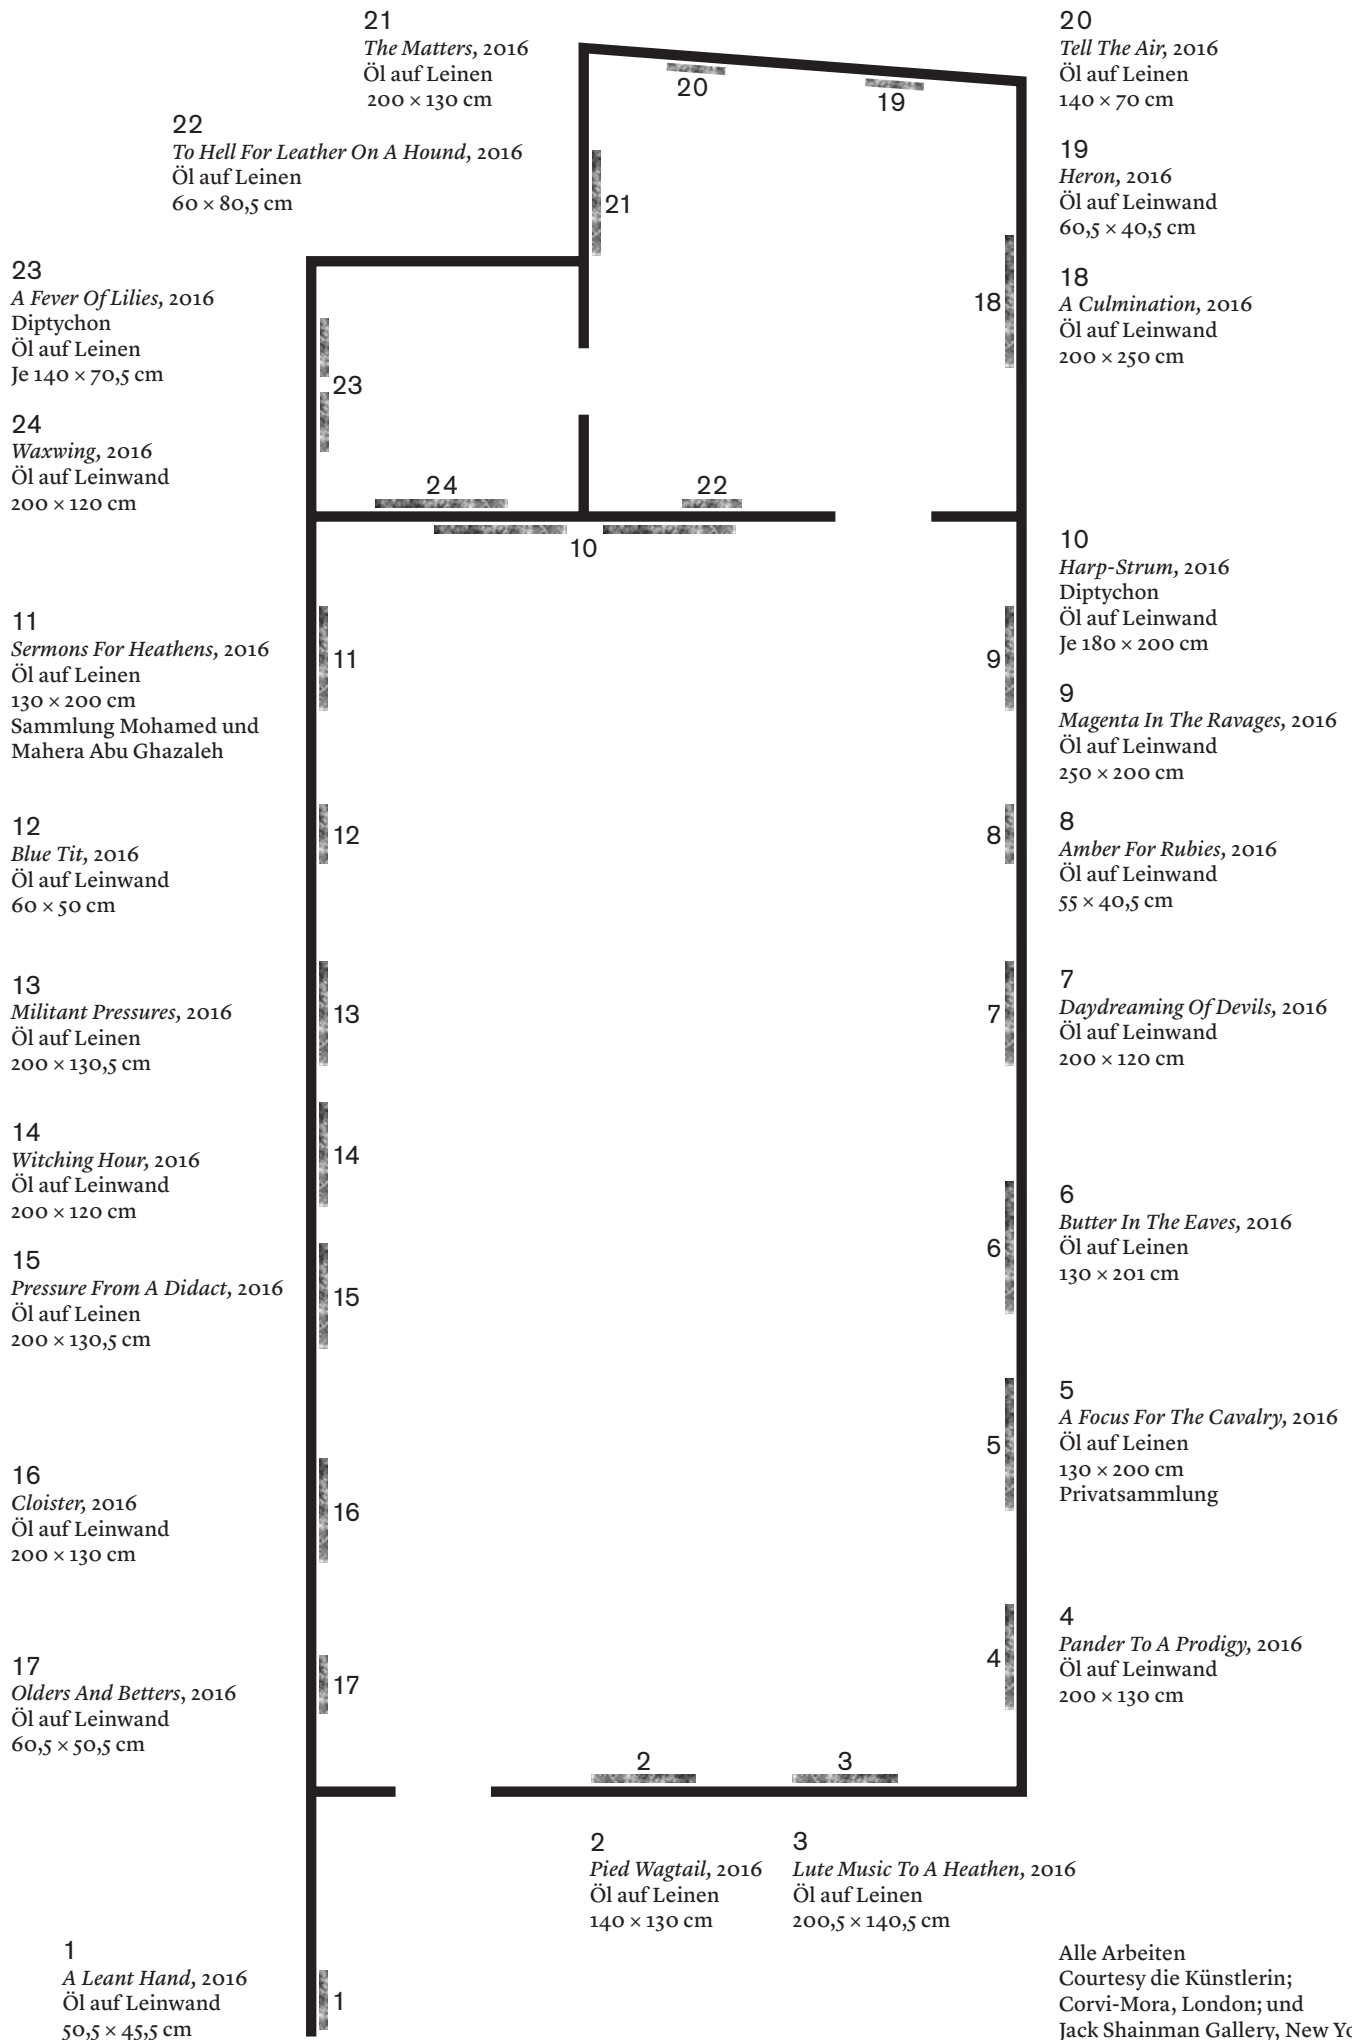 21
The Matters, 2016
Öl auf Leinen
200 × 130 cm
22
To Hell For Leather On A Hound, 2016
Öl auf Leinen
60 × 80,5 cm
23
A Fever Of Lilies, 2016
Diptychon
Öl auf Leinen
Je 140 × 70,5 cm
24
Waxwing, 2016
Öl auf Leinwand
200 × 120 cm
11
Sermons For Heathens, 2016
Öl auf Leinen
130 × 200 cm
Sammlung Mohamed und
Mahera Abu Ghazaleh
12
Blue Tit, 2016
Öl auf Leinwand
60 × 50 cm
13
Militant Pressures, 2016
Öl auf Leinen
200 × 130,5 cm
14
Witching Hour, 2016
Öl auf Leinwand
200 × 120 cm
15
Pressure From A Didact, 2016
Öl auf Leinen
200 × 130,5 cm
16
Cloister, 2016
Öl auf Leinwand
200 × 130 cm
17
Olders And Betters, 2016
Öl auf Leinwand
60,5 × 50,5 cm
1
A Leant Hand, 2016
Öl auf Leinwand
50,5 × 45,5 cm
20
19
21
18
23
24
22
10
11
9
12
8
13
7
14
6
15
5
16
4
17
2
3
1
2
Pied Wagtail, 2016
Öl auf Leinen
140 × 130 cm
3
Lute Music To A Heathen, 2016
Öl auf Leinen
200,5 × 140,5 cm
20
Tell The Air, 2016
Öl auf Leinen
140 × 70 cm
19
Heron, 2016
Öl auf Leinwand
60,5 × 40,5 cm
18
A Culmination, 2016
Öl auf Leinwand
200 × 250 cm
10
Harp-Strum, 2016
Diptychon
Öl auf Leinwand
Je 180 × 200 cm
9
Magenta In The Ravages, 2016
Öl auf Leinwand
250 × 200 cm
8
Amber For Rubies, 2016
Öl auf Leinwand
55 × 40,5 cm
7
Daydreaming Of Devils, 2016
Öl auf Leinwand
200 × 120 cm
6
Butter In The Eaves, 2016
Öl auf Leinen
130 × 201 cm
5
A Focus For The Cavalry, 2016
Öl auf Leinen
130 × 200 cm
Privatsammlung
4
Pander To A Prodigy, 2016
Öl auf Leinwand
200 × 130 cm
Alle Arbeiten
Courtesy die Künstlerin;
Corvi-Mora, London; und
Jack Shainman Gallery, New